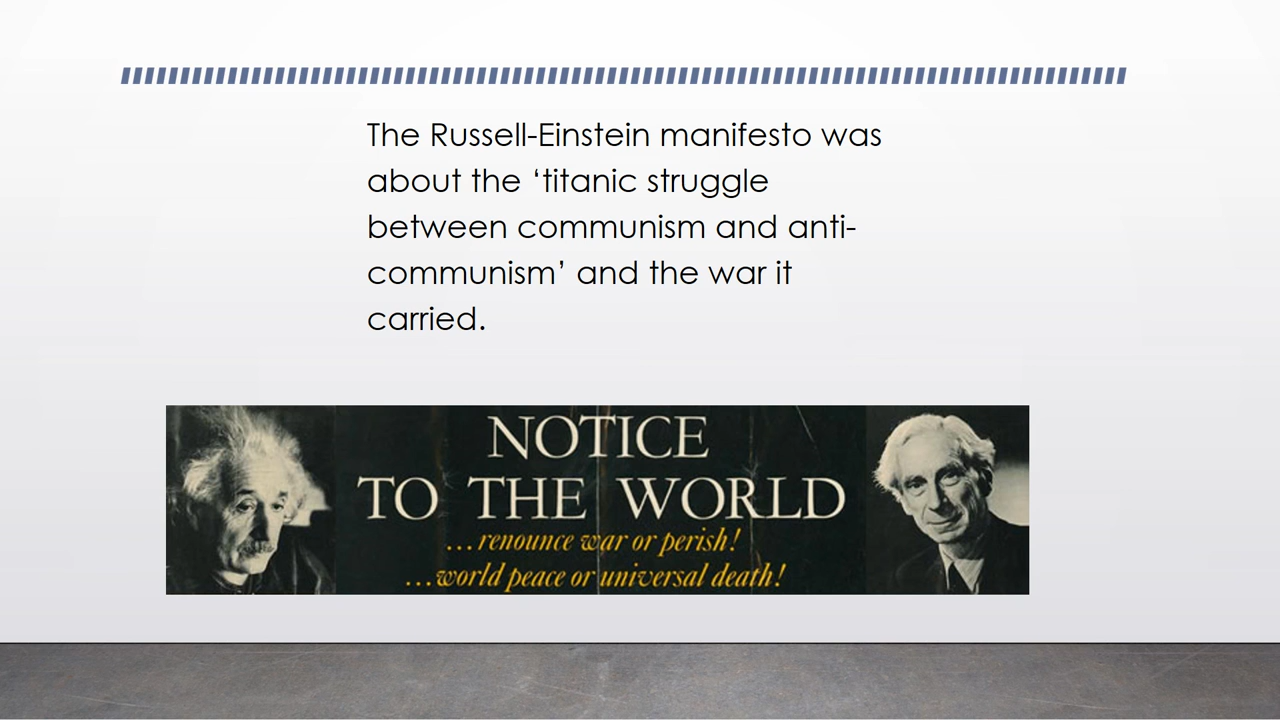 The Russell-Einstein manifesto was
about the ‘titanic struggle
between communism and anti-
communism’ and the war it
carried.
NOTICE
TO THE WORLD
...renounce war or perish!
...world peace or universal death!